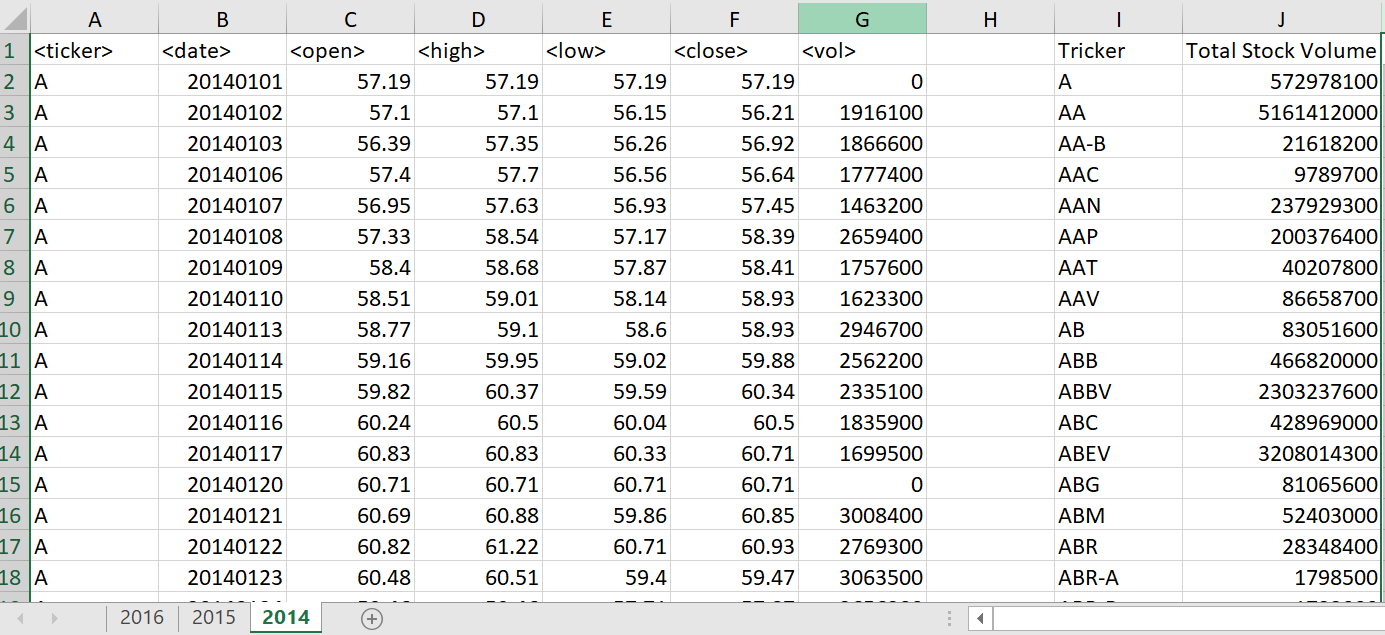 A B C D E F G H I J
1 <ticker> <date> <open> <high> <low> <close> <vol> Tricker Total Stock Volume
2 A 20140101 57.19 57.19 57.19 57.19 0 A 572978100
3 A 20140102 57.1 57.1 56.15 56.21 1916100 AA 5161412000
4 A 20140103 56.39 57.35 56.26 56.92 1866600 AA-B 21618200
5 A 20140106 57.4 57.7 56.56 56.64 1777400 AAC 9789700
6 A 20140107 56.95 57.63 56.93 57.45 1463200 AAN 237929300
7 A 20140108 57.33 58.54 57.17 58.39 2659400 AAP 200376400
8 A 20140109 58.4 58.68 57.87 58.41 1757600 AAT 40207800
9 A 20140110 58.51 59.01 58.14 58.93 1623300 AAV 86658700
10 A 20140113 58.77 59.1 58.6 58.93 2946700 AB 83051600
11 A 20140114 59.16 59.95 59.02 59.88 2562200 ABB 466820000
12 A 20140115 59.82 60.37 59.59 60.34 2335100 ABBV 2303237600
13 A 20140116 60.24 60.5 60.04 60.5 1835900 ABC 428969000
14 A 20140117 60.83 60.83 60.33 60.71 1699500 ABEV 3208014300
15 A 20140120 60.71 60.71 60.71 60.71 0 ABG 81065600
16 A 20140121 60.69 60.88 59.86 60.85 3008400 ABM 52403000
17 A 20140122 60.82 61.22 60.71 60.93 2769300 ABR 28348400
18 A 20140123 60.48 60.51 59.4 59.47 3063500 ABR-A 1798500
2016 2015 2014